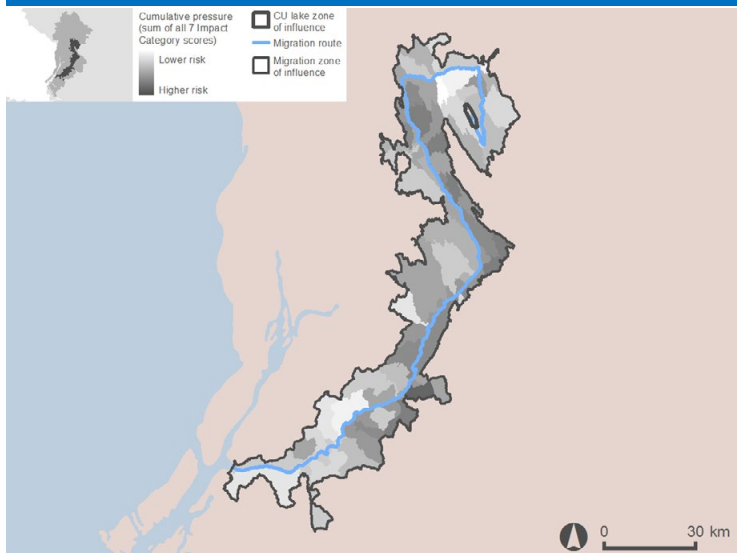 Cumulative pressure
(sum of all 7 Impact
Category scores)
Lower risk
Higher risk
CU lake zone
of influence
Migration route
Migration zone
of influence
0 30 km